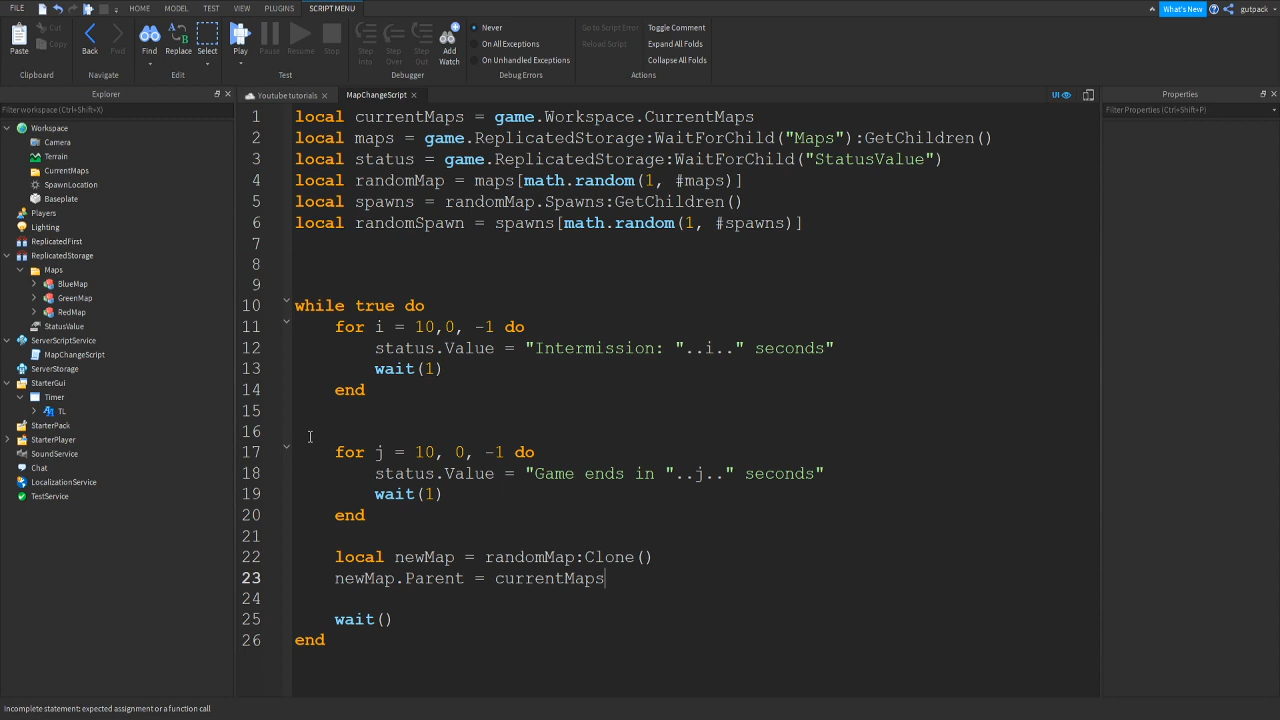 FILE HOME MODEL TEST VIEW PLUGINS SCRIPT MENU What's New gutpack
Paste Cut Copy Clipboard
Back Fwd Navigate
Find Replace Select Edit
Play Pause Resume Stop Test
Step Into Step Over Step Out Add Watch Debugger
Never
On All Exceptions
On Unhandled Exceptions
Debug Errors
Go to Script Error
Reload Script
Toggle Comment
Expand All Folds
Collapse All Folds
Actions
Explorer
Filter workspace (Ctrl+Shift+X)
Workspace
Camera
Terrain
CurrentMaps
SpawnLocation
Baseplate
Players
Lighting
ReplicatedFirst
ReplicatedStorage
Maps
BlueMap
GreenMap
RedMap
StatusValue
ServerScriptService
MapChangeScript
ServerStorage
StarterGui
Timer
TL
StarterPack
StarterPlayer
SoundService
Chat
LocalizationService
TestService
Youtube tutorials MapChangeScript UI
1 local currentMaps = game.Workspace.CurrentMaps
2 local maps = game.ReplicatedStorage:WaitForChild("Maps"):GetChildren()
3 local status = game.ReplicatedStorage:WaitForChild("StatusValue")
4 local randomMap = maps[math.random(1, #maps)]
5 local spawns = randomMap.Spawns:GetChildren()
6 local randomSpawn = spawns[math.random(1, #spawns)]
7
8
9
10 while true do
11 for i = 10,0, -1 do
12 status.Value = "Intermission: "..i.." seconds"
13 wait(1)
14 end
15
16
17 for j = 10, 0, -1 do
18 status.Value = "Game ends in "..j.." seconds"
19 wait(1)
20 end
21
22 local newMap = randomMap:Clone()
23 newMap.Parent = currentMaps
24
25 wait()
26 end
Properties
Filter Properties (Ctrl+Shift+P)
Incomplete statement: expected assignment or a function call